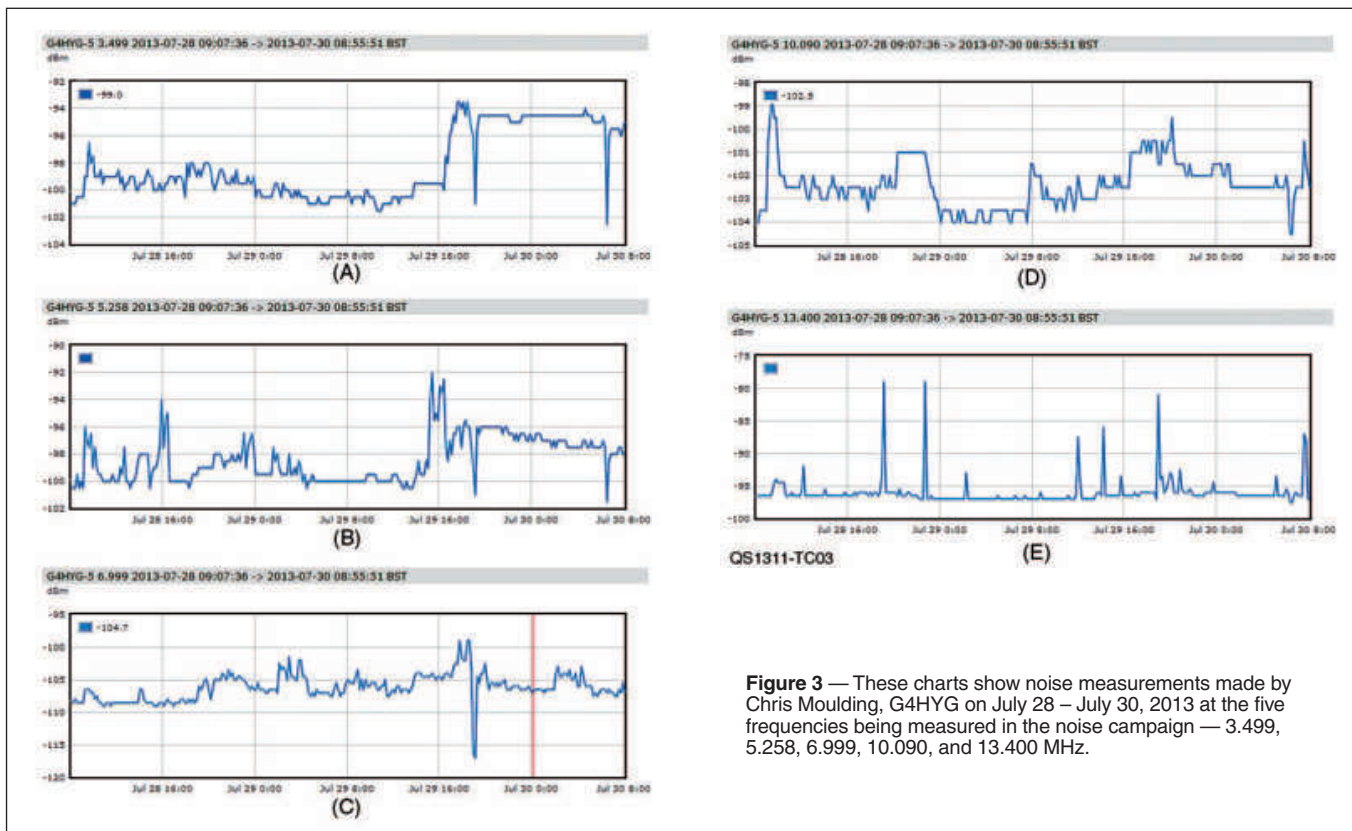 G4HYG-5 3.499 2013-07-28 09:07:36 -> 2013-07-30 08:55:51 BST
dBm
-92
-94
-96
-98
-100
-102
-104
-99.0
Jul 28 16:00 Jul 29 0:00 Jul 29 8:00 Jul 29 16:00 Jul 30 0:00 Jul 30 8:00
(A)
G4HYG-5 5.258 2013-07-28 09:07:36 -> 2013-07-30 08:55:51 BST
dBm
-90
-92
-94
-96
-98
-100
-102
Jul 28 16:00 Jul 29 0:00 Jul 29 8:00 Jul 29 16:00 Jul 30 0:00 Jul 30 8:00
(B)
G4HYG-5 6.999 2013-07-28 09:07:36 -> 2013-07-30 08:55:51 BST
dBm
-95
-100
-105
-110
-115
-120
-104.7
Jul 28 16:00 Jul 29 0:00 Jul 29 8:00 Jul 29 16:00 Jul 30 0:00 Jul 30 8:00
(C)
G4HYG-5 10.090 2013-07-28 09:07:36 -> 2013-07-30 08:55:51 BST
dBm
-98
-99
-100
-101
-102
-103
-104
-105
-102.5
Jul 28 16:00 Jul 29 0:00 Jul 29 8:00 Jul 29 16:00 Jul 30 0:00 Jul 30 8:00
(D)
G4HYG-5 13.400 2013-07-28 09:07:36 -> 2013-07-30 08:55:51 BST
dBm
-75
-80
-85
-90
-95
-100
Jul 28 16:00 Jul 29 0:00 Jul 29 8:00 Jul 29 16:00 Jul 30 0:00 Jul 30 8:00
QS1311-TC03
(E)
Figure 3 — These charts show noise measurements made by
Chris Moulding, G4HYG on July 28 – July 30, 2013 at the five
frequencies being measured in the noise campaign — 3.499,
5.258, 6.999, 10.090, and 13.400 MHz.